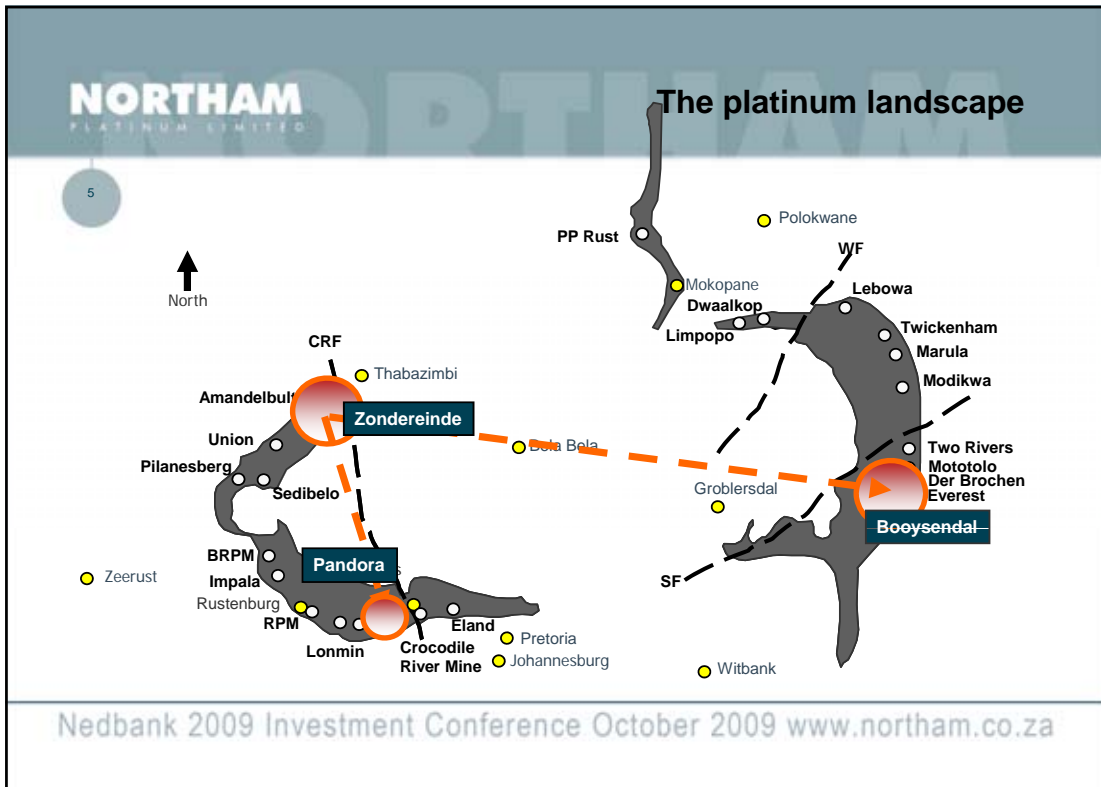 NORTHAM
PLATINUM LIMITED
NORTHAM
The platinum landscape
5
North
PP Rust
Polokwane
Mokopane
WF
Lebowa
Dwaalkop
Limpopo
Twickenham
Marula
Modikwa
CRF
Thabazimbi
Amandelbult
Zondereinde
Union
Bela Bela
Pilanesberg
Sedibelo
Two Rivers
Mototolo
Der Brochen
Everest
Groblersdal
Booysendal
BRPM
Pandora
Zeerust
Impala
SF
Rustenburg
RPM
Eland
Lonmin
Crocodile
River Mine
Pretoria
Johannesburg
Witbank
Nedbank 2009 Investment Conference October 2009 www.northam.co.za